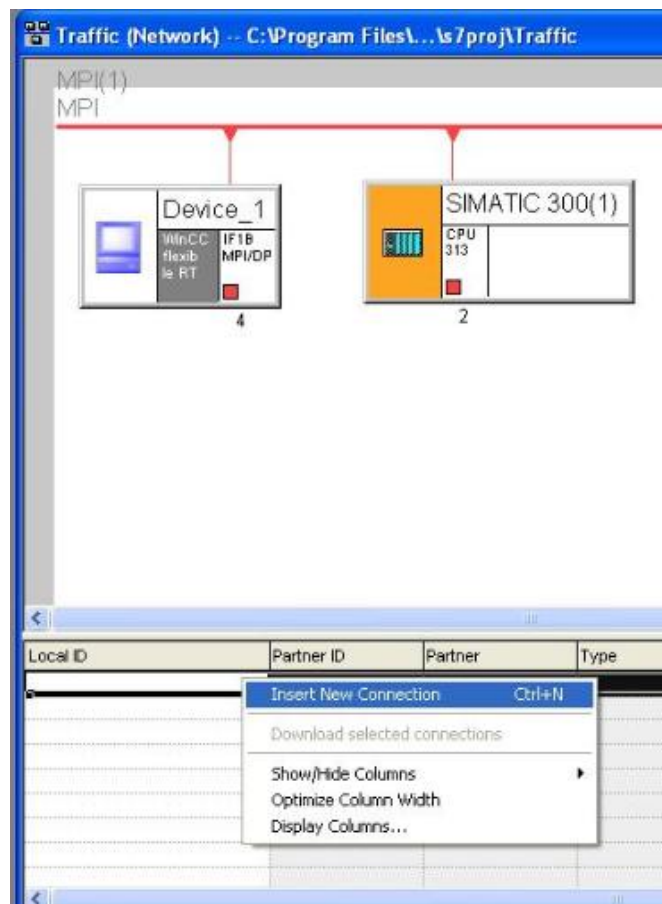 Traffic (Network) -- C:\Program Files\...\s7proj\Traffic
MPI(1)
MPI
Device_1
WinCC
flexib
le RT
IF1B
MPI/DP
4
SIMATIC 300(1)
CPU
313
2
Local ID Partner ID Partner Type
Insert New Connection Ctrl+N
Download selected connections
Show/Hide Columns
Optimize Column Width
Display Columns...